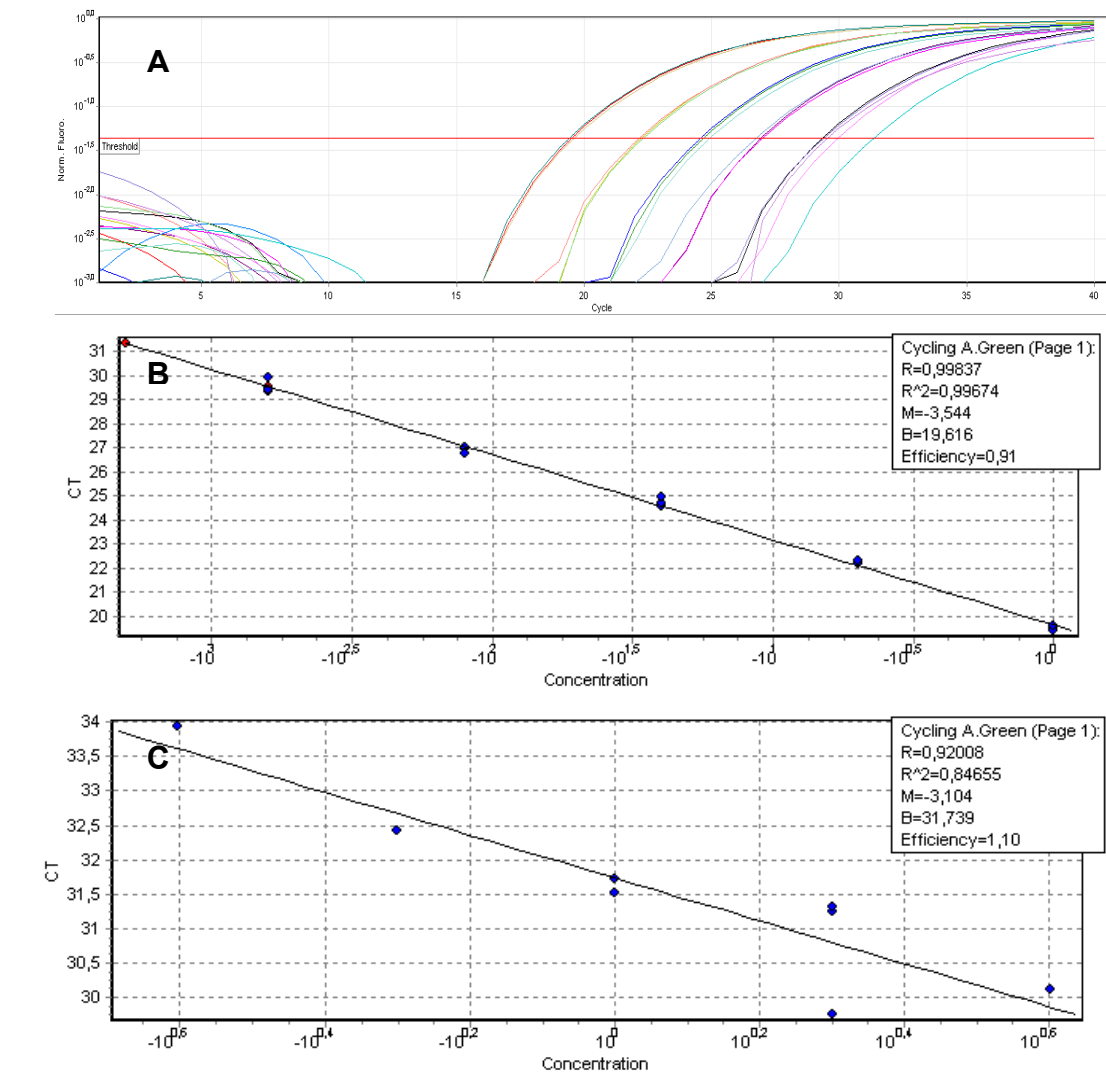 10^0,0
A
10^-0,5
10^-1,0
Threshold
10^-1,5
10^-2,0
10^-2,5
10^-3,0
Norm. Fluoro.
5 10 15 20 25 30 35 40
Cycle
B
31
30
29
28
27
26
25
24
23
22
21
20
CT
Cycling A.Green (Page 1):
R=0,99837
R^2=0,99674
M=-3,544
B=19,616
Efficiency=0,91
-10^3 -10^2,5 -10^2 -10^1,5 -10^1 -10^0,5 10^0
Concentration
C
34
33,5
33
32,5
32
31,5
31
30,5
30
CT
Cycling A.Green (Page 1):
R=0,92008
R^2=0,84655
M=-3,104
B=31,739
Efficiency=1,10
-10^0,6 -10^0,4 -10^0,2 10^0 10^0,2 10^0,4 10^0,6
Concentration